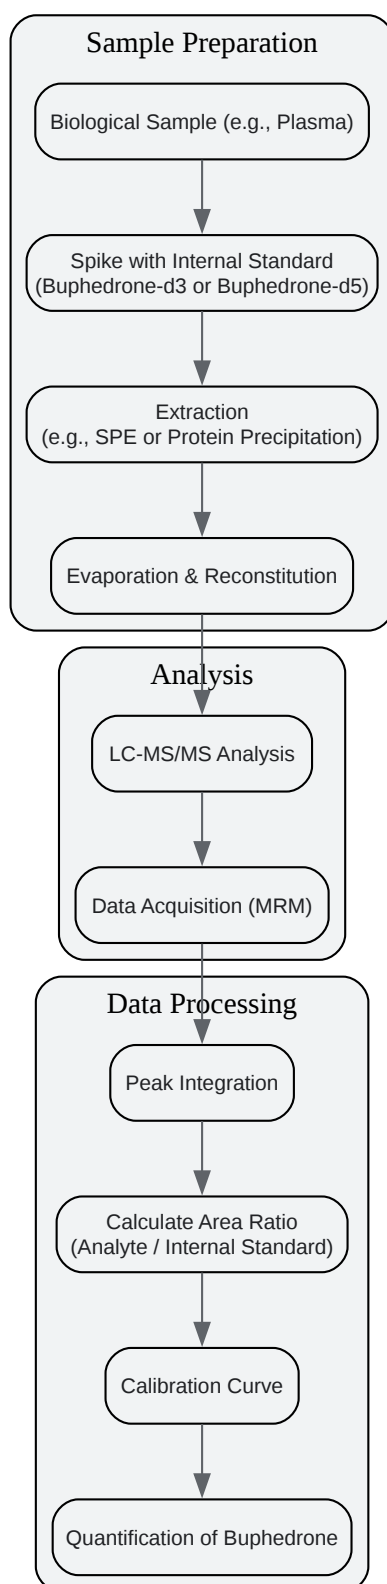 Sample Preparation
Biological Sample (e.g., Plasma)
Spike with Internal Standard
(Buphedrone-d3 or Buphedrone-d5)
Extraction
(e.g., SPE or Protein Precipitation)
Evaporation & Reconstitution
Analysis
LC-MS/MS Analysis
Data Acquisition (MRM)
Data Processing
Peak Integration
Calculate Area Ratio
(Analyte / Internal Standard)
Calibration Curve
Quantification of Buphedrone